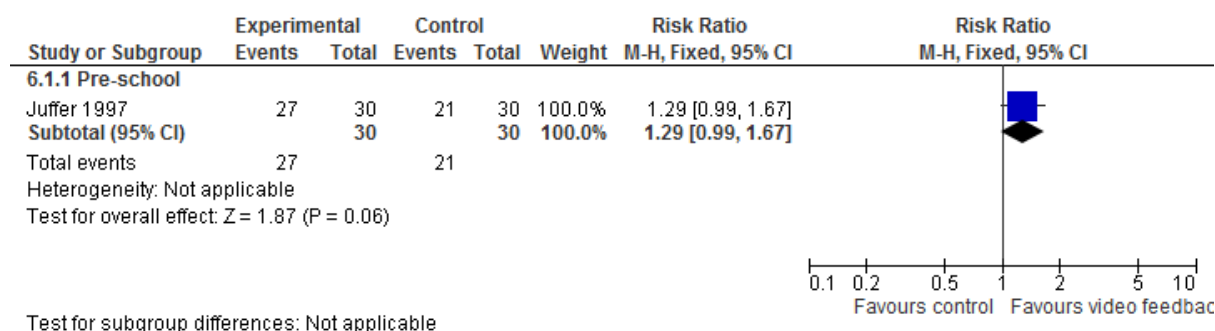 Experimental Control Risk Ratio Risk Ratio
Study or Subgroup Events Total Events Total Weight M-H, Fixed, 95% CI M-H, Fixed, 95% CI
6.1.1 Pre-school
Juffer 1997 27 30 21 30 100.0% 1.29 [0.99, 1.67]
Subtotal (95% CI) 30 30 100.0% 1.29 [0.99, 1.67]
Total events 27 21
Heterogeneity: Not applicable
Test for overall effect: Z = 1.87 (P = 0.06)
0.1 0.2 0.5 1 2 5 10
Favours control Favours video feedbac
Test for subgroup differences: Not applicable